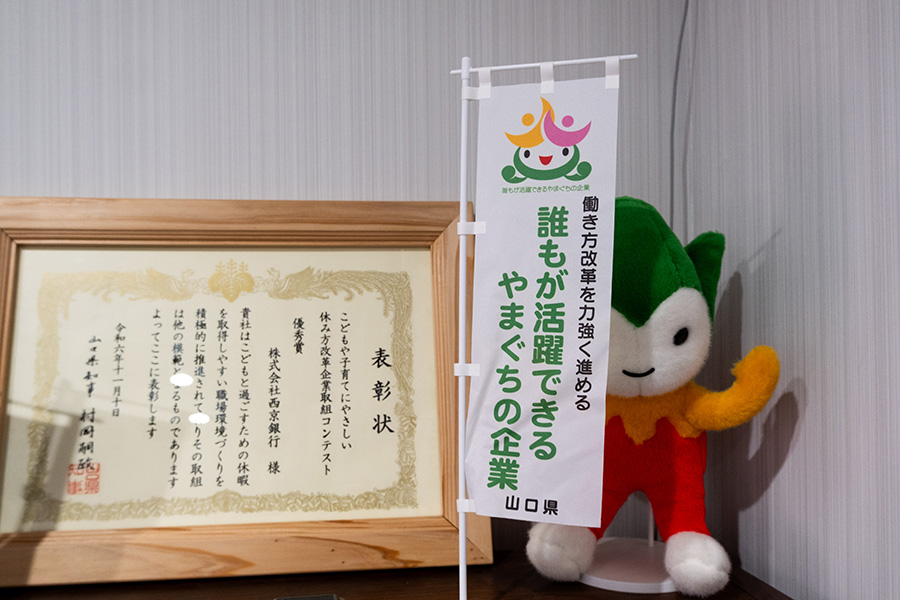 表彰状
こどもや子育てにやさしい
休み方改革企業取組コンテスト
優秀賞
株式会社西京銀行 様
貴社はこどもと過ごすための休暇
を取得しやすい職場環境づくりを
積極的に推進されておりその取組
は他の模範となるものであります
よってここに表彰します
令和六年十一月十日
山口県知事 村岡嗣政
誰もが活躍できるやまぐちの企業
働き方改革を力強く進める
誰もが活躍できる
やまぐちの企業
山口県